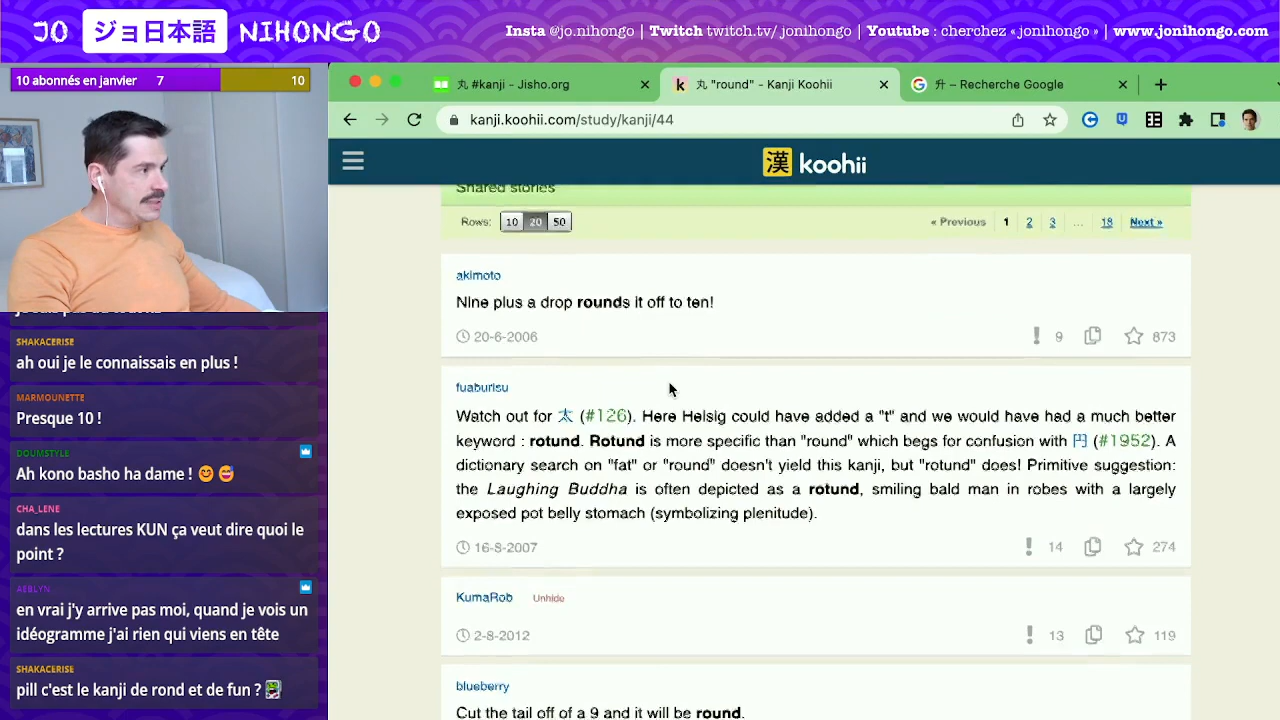 JO ジョ日本語 NIHONGO
Insta @jo.nihongo | Twitch twitch.tv/ jonihongo | Youtube : cherchez « jonihongo » | www.jonihongo.com
10 abonnés en janvier 7 10
丸 #kanji - Jisho.org
丸 "round" - Kanji Koohii
升 – Recherche Google
kanji.koohii.com/study/kanji/44
漢 koohii
Shared stories
Rows: 10 20 50
« Previous 1 2 3 ... 18 Next »
akimoto
Nine plus a drop rounds it off to ten!
20-6-2006
9
873
fuaburisu
Watch out for 太 (#126). Here Heisig could have added a "t" and we would have had a much better
keyword : rotund. Rotund is more specific than "round" which begs for confusion with 円 (#1952). A
dictionary search on "fat" or "round" doesn't yield this kanji, but "rotund" does! Primitive suggestion:
the Laughing Buddha is often depicted as a rotund, smiling bald man in robes with a largely
exposed pot belly stomach (symbolizing plenitude).
16-8-2007
14
274
KumaRob Unhide
2-8-2012
13
119
blueberry
Cut the tail off of a 9 and it will be round.
SHAKACERISE
ah oui je le connaissais en plus !
MARMOUNETTE
Presque 10 !
DOUMSTYLE
Ah kono basho ha dame ! 😊 😅
CHA_LENE
dans les lectures KUN ça veut dire quoi le
point ?
AEBLYN
en vrai j'y arrive pas moi, quand je vois un
idéogramme j'ai rien qui viens en tête
SHAKACERISE
pill c'est le kanji de rond et de fun ?